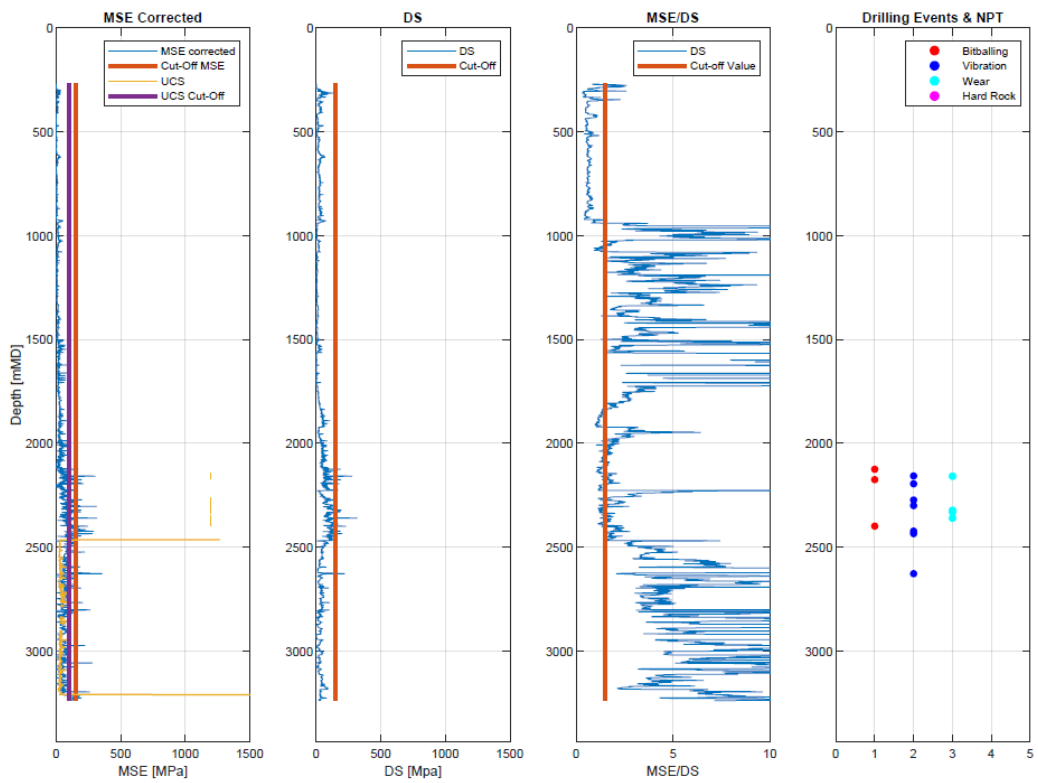 MSE Corrected
0
500
1000
1500
2000
2500
3000
Depth [mMD]
MSE corrected
Cut-Off MSE
UCS
UCS Cut-Off
0 500 1000 1500
MSE [MPa]
DS
0
500
1000
1500
2000
2500
3000
DS
Cut-Off
0 500 1000 1500
DS [Mpa]
MSE/DS
0
500
1000
1500
2000
2500
3000
DS
Cut-off Value
0 5 10
MSE/DS
Drilling Events & NPT
0
500
1000
1500
2000
2500
3000
Bitballing
Vibration
Wear
Hard Rock
0 1 2 3 4 5